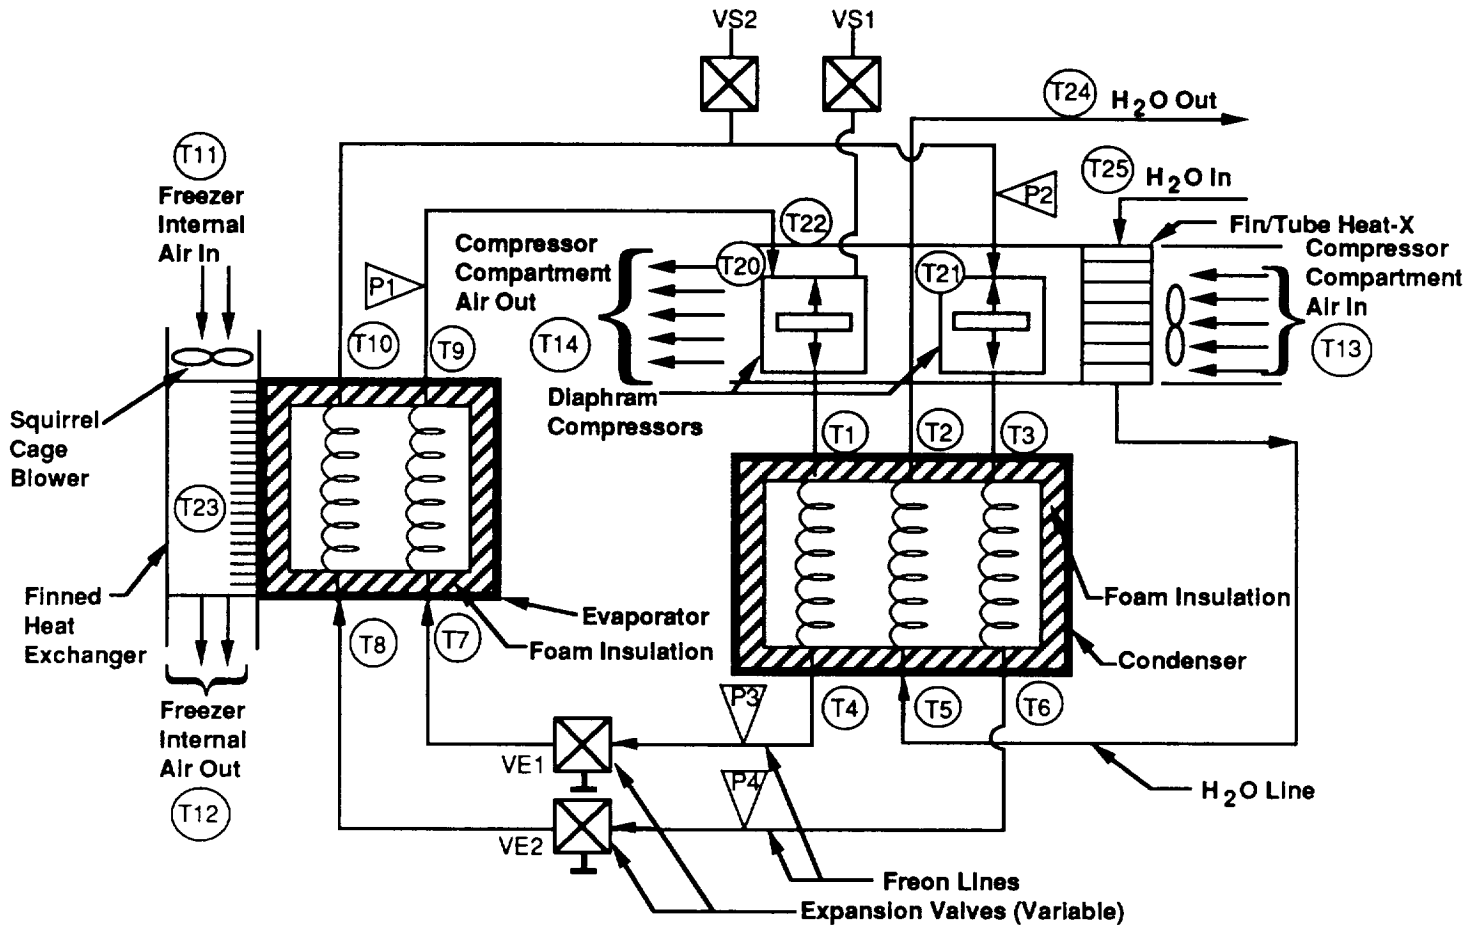 VS2
VS1
T24
H2O Out
T11
T25
H2O In
Freezer
Internal
Air In
P2
T22
Fin/Tube Heat-X
Compressor
Compartment
Air Out
T20
T21
Compressor
Compartment
Air In
P1
T10
T9
T14
T13
Diaphram
Compressors
Squirrel
Cage
Blower
T1
T2
T3
T23
Finned
Heat
Exchanger
Evaporator
Foam Insulation
T8
T7
Foam Insulation
Condenser
P3
T4
T5
T6
Freezer
Internal
Air Out
VE1
P4
H2O Line
T12
VE2
Freon Lines
Expansion Valves (Variable)